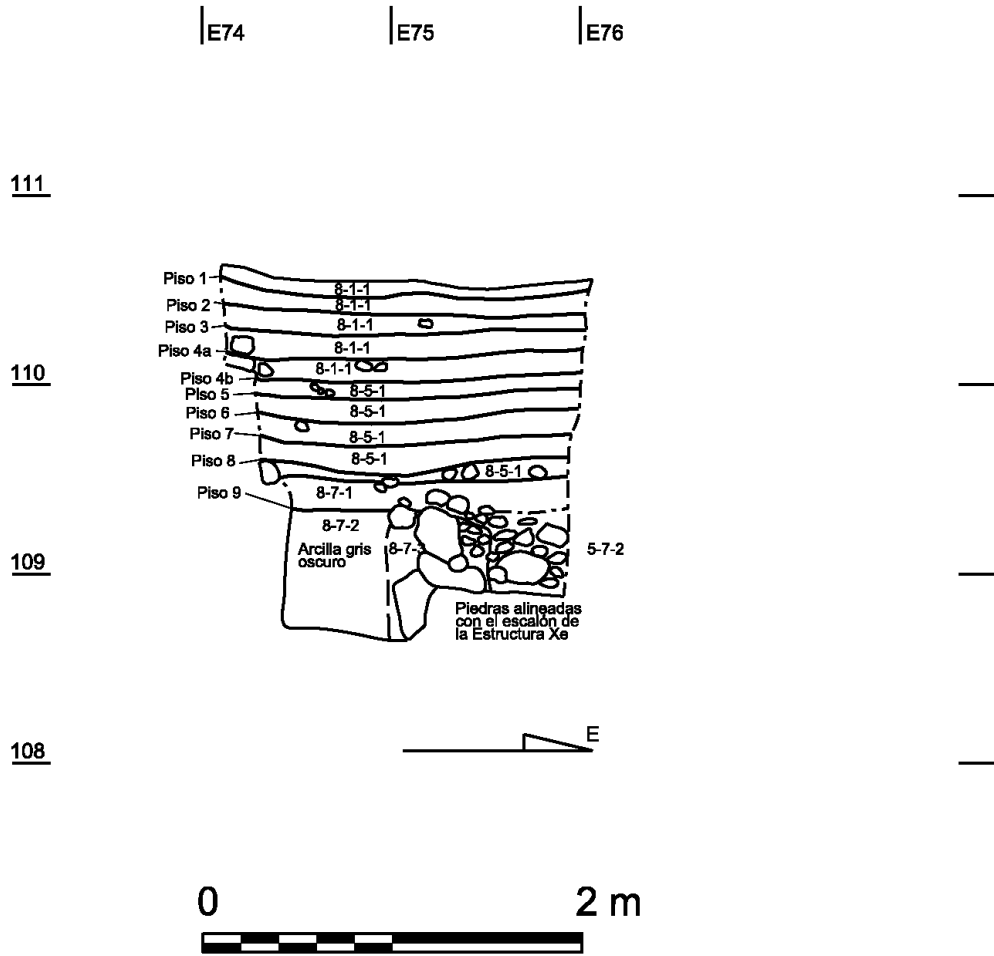 E74
E75
E76
111
Piso 1
8-1-1
8-1-1
Piso 2
8-1-1
Piso 3
8-1-1
Piso 4a
8-1-1
110
Piso 4b
8-5-1
Piso 5
8-5-1
Piso 6
8-5-1
Piso 7
8-5-1
Piso 8
8-5-1
8-7-1
Piso 9
8-7-2
Arcilla gris
oscuro
8-7-3
5-7-2
109
Piedras alineadas
con el escalón de
la Estructura Xe
E
108
0
2 m